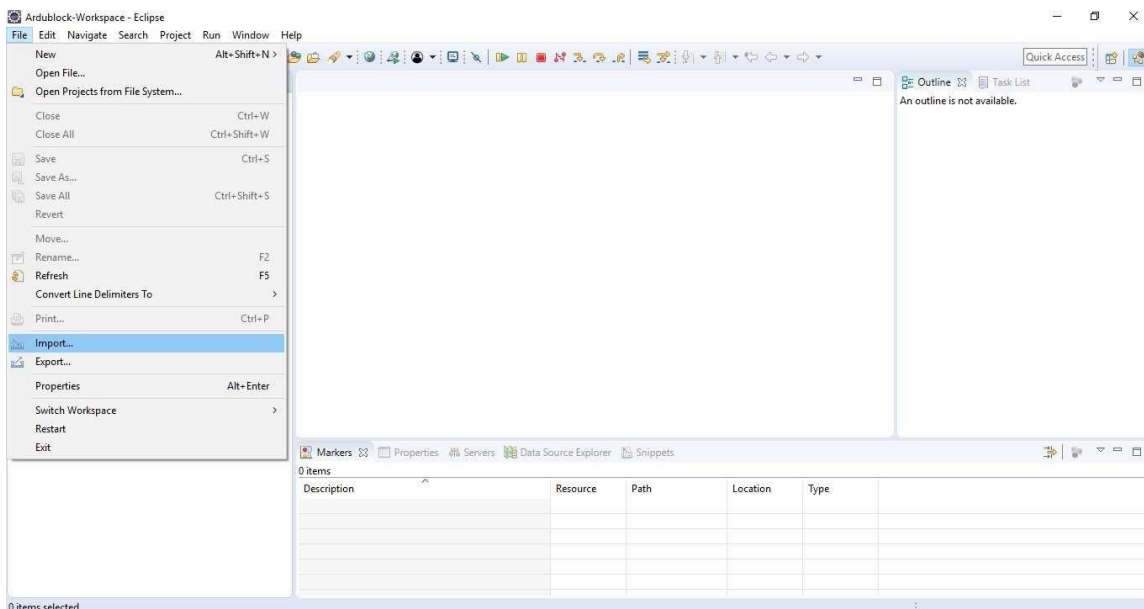 Ardublock-Workspace - Eclipse
File Edit Navigate Search Project Run Window Help
New Alt+Shift+N >
Open File...
Open Projects from File System...
Close Ctrl+W
Close All Ctrl+Shift+W
Save Ctrl+S
Save As...
Save All Ctrl+Shift+S
Revert
Move...
Rename... F2
Refresh F5
Convert Line Delimiters To >
Print... Ctrl+P
Import...
Export...
Properties Alt+Enter
Switch Workspace >
Restart
Exit
Quick Access
Outline Task List
An outline is not available.
Markers Properties Servers Data Source Explorer Snippets
0 items
Description Resource Path Location Type
0 items selected